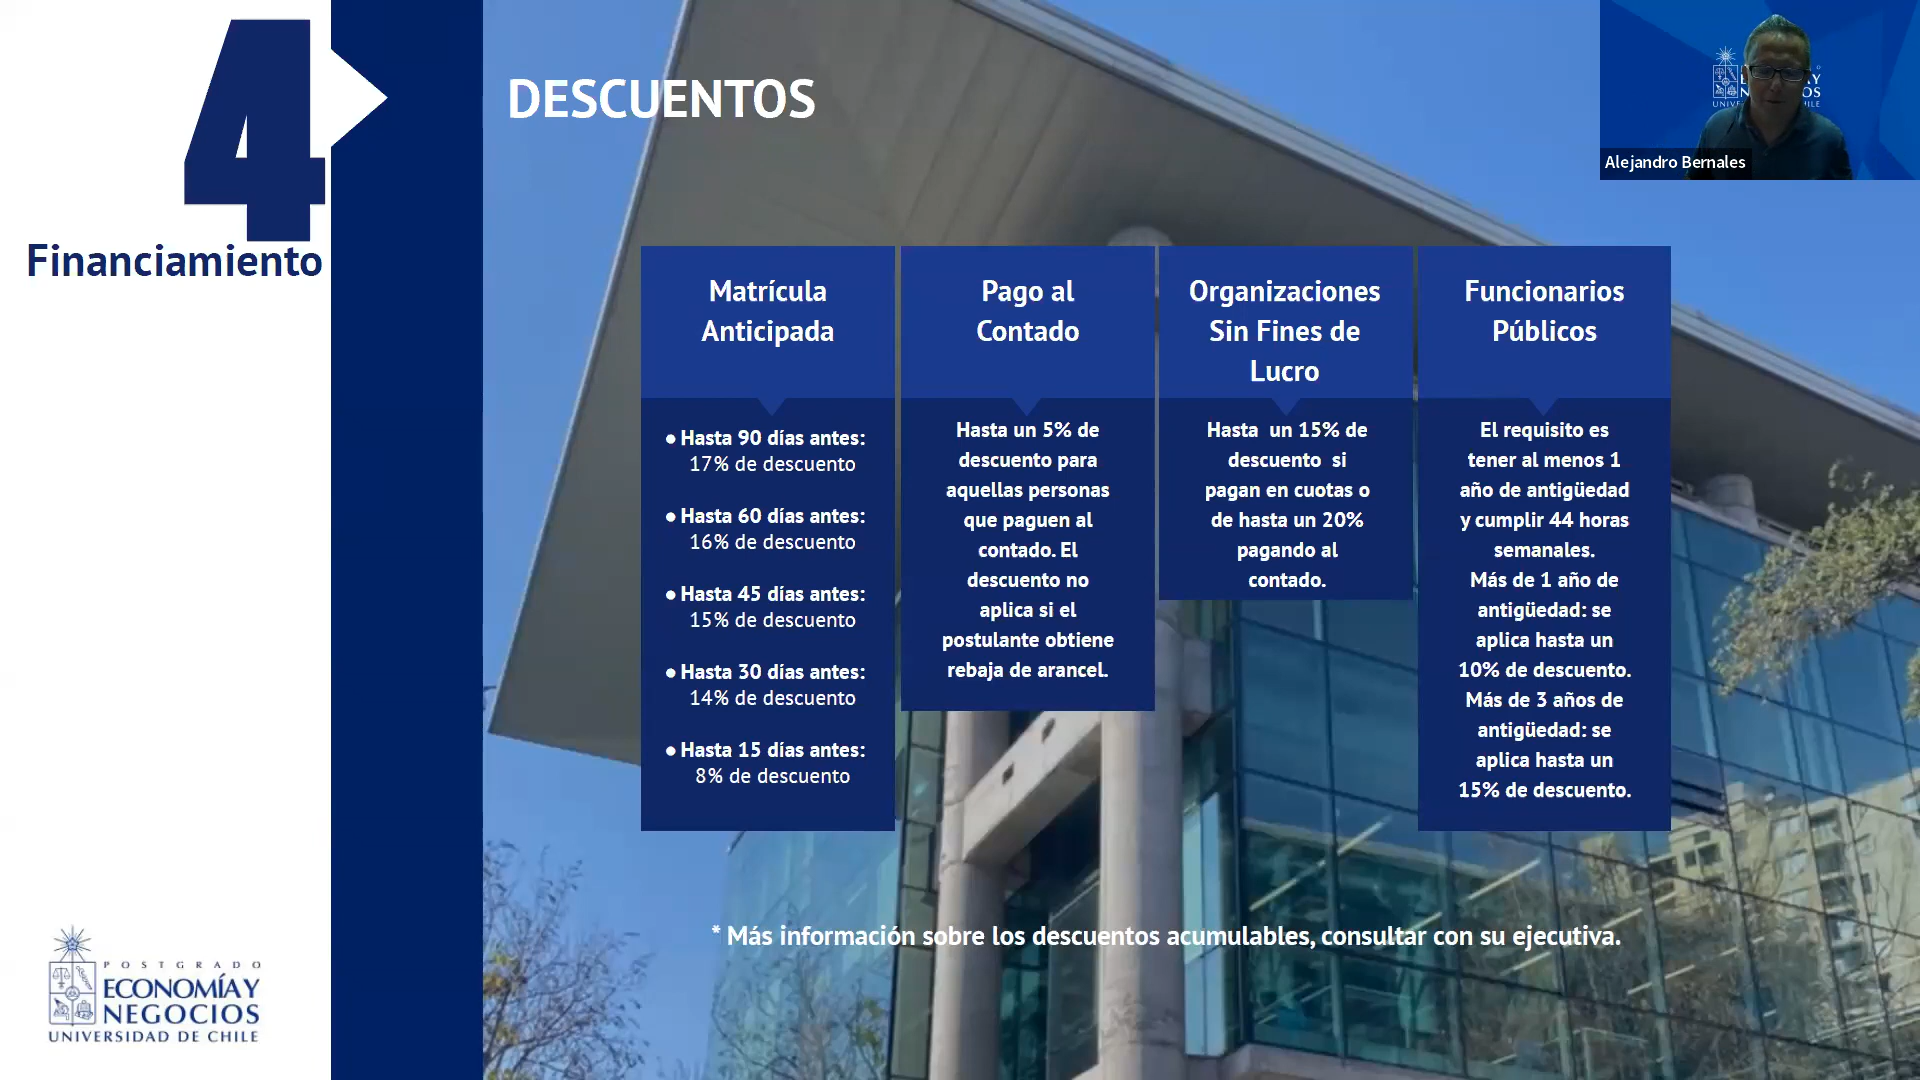 4
Financiamiento
DESCUENTOS
Matrícula
Anticipada
● Hasta 90 días antes:
17% de descuento
● Hasta 60 días antes:
16% de descuento
● Hasta 45 días antes:
15% de descuento
● Hasta 30 días antes:
14% de descuento
● Hasta 15 días antes:
8% de descuento
Pago al
Contado
Hasta un 5% de
descuento para
aquellas personas
que paguen al
contado. El
descuento no
aplica si el
postulante obtiene
rebaja de arancel.
Organizaciones
Sin Fines de
Lucro
Hasta  un 15% de
descuento  si
pagan en cuotas o
de hasta un 20%
pagando al
contado.
Funcionarios
Públicos
El requisito es
tener al menos 1
año de antigüedad
y cumplir 44 horas
semanales.
Más de 1 año de
antigüedad: se
aplica hasta un
10% de descuento.
Más de 3 años de
antigüedad: se
aplica hasta un
15% de descuento.
* Más información sobre los descuentos acumulables, consultar con su ejecutiva.
POSTGRADO
ECONOMÍA Y
NEGOCIOS
UNIVERSIDAD DE CHILE
Alejandro Bernales